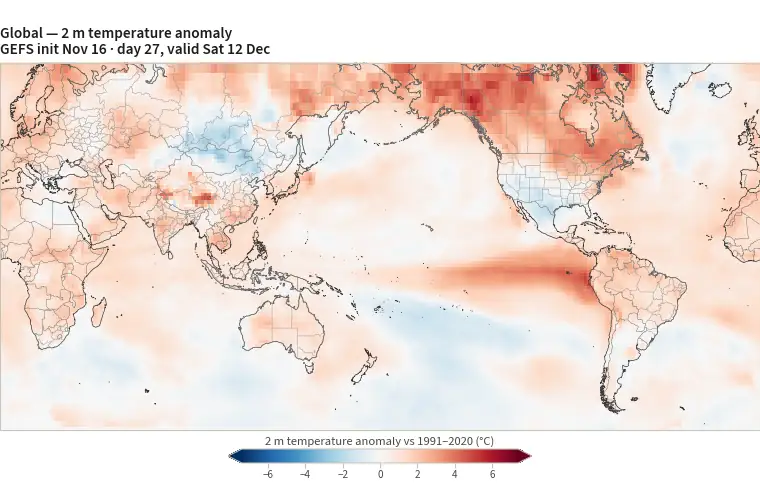 Global — 2 m temperature anomaly
GEFS init Nov 16 · day 27, valid Sat 12 Dec
2 m temperature anomaly vs 1991–2020 (°C)
−6 −4 −2 0 2 4 6